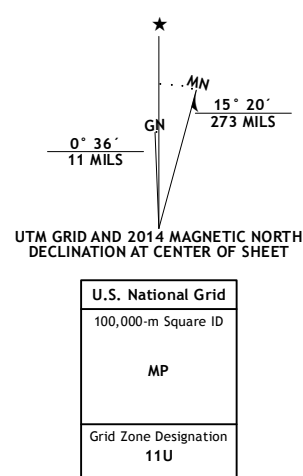 ★
MN
15° 20´
273 MILS
GN
0° 36´
11 MILS
UTM GRID AND 2014 MAGNETIC NORTH
DECLINATION AT CENTER OF SHEET
U.S. National Grid
100,000-m Square ID
MP
Grid Zone Designation
11U